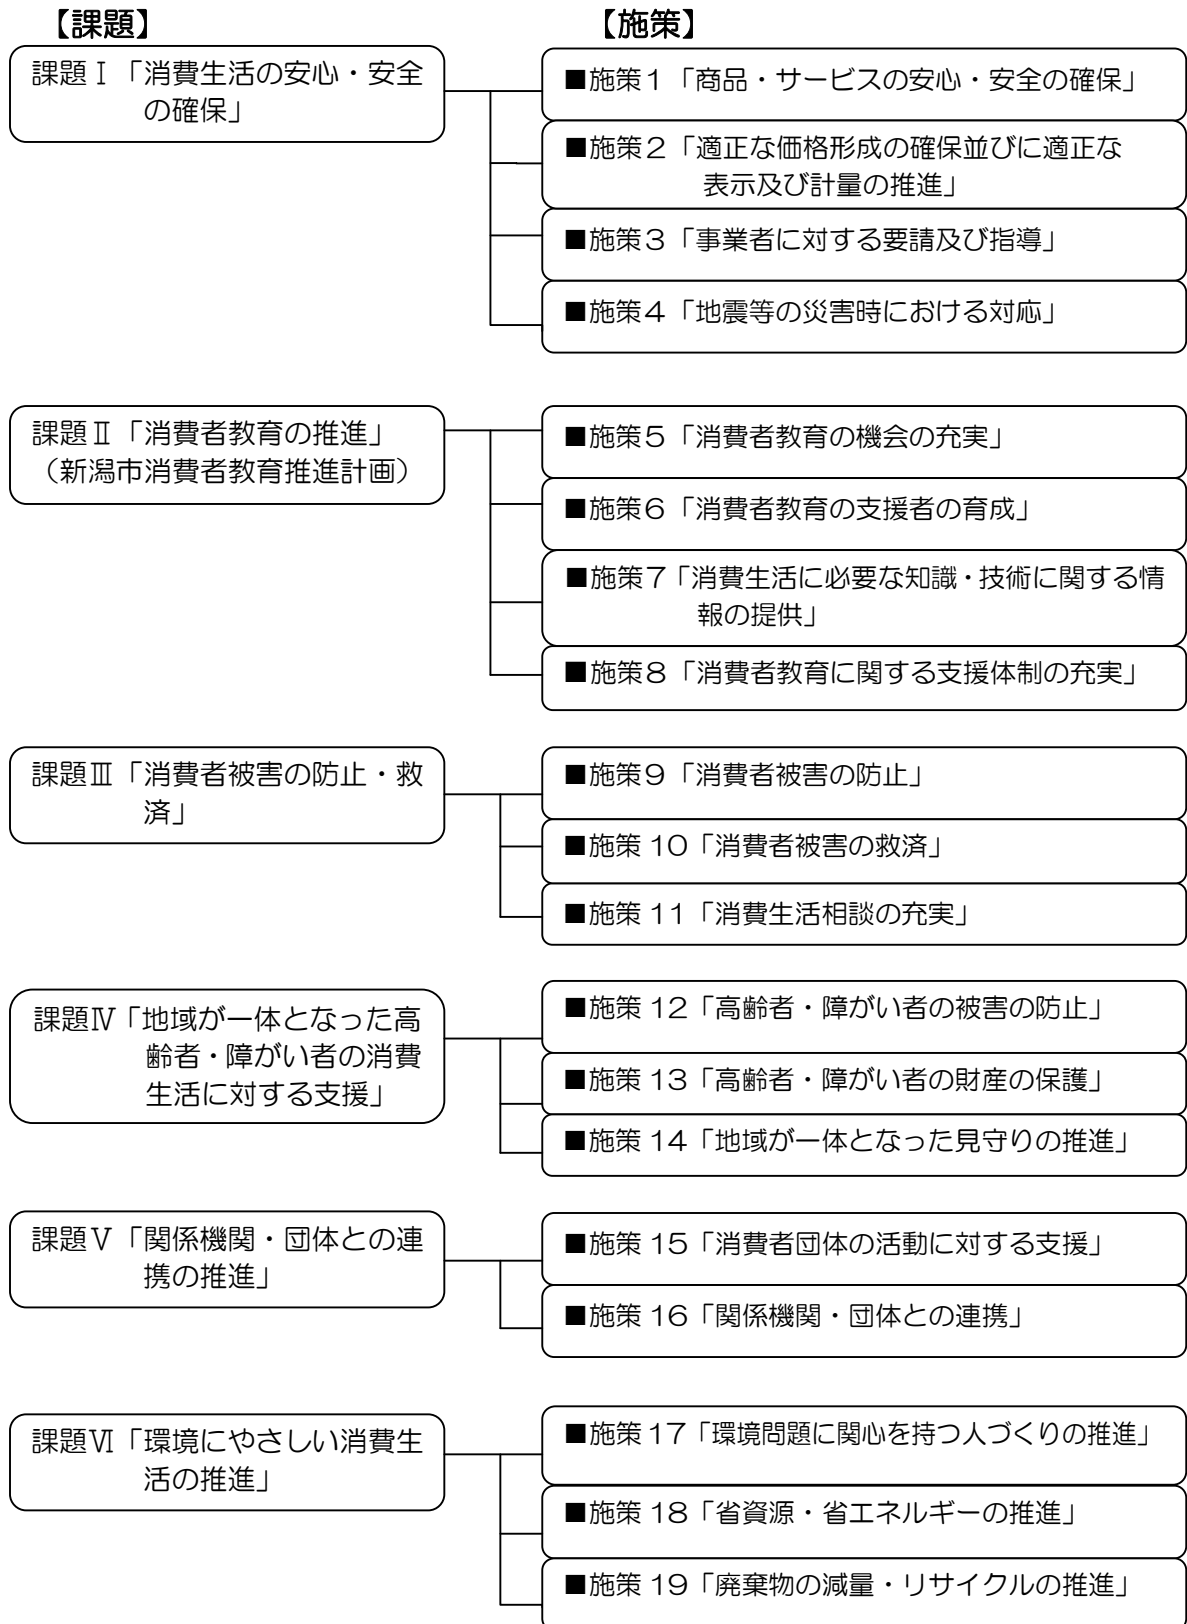 【課題】
【施策】
課題Ⅰ「消費生活の安心・安全
の確保」
■施策1「商品・サービスの安心・安全の確保」
■施策2「適正な価格形成の確保並びに適正な
表示及び計量の推進」
■施策3「事業者に対する要請及び指導」
■施策4「地震等の災害時における対応」
課題Ⅱ「消費者教育の推進」
（新潟市消費者教育推進計画）
■施策5「消費者教育の機会の充実」
■施策6「消費者教育の支援者の育成」
■施策7「消費生活に必要な知識・技術に関する情
報の提供」
■施策8「消費者教育に関する支援体制の充実」
課題Ⅲ「消費者被害の防止・救
済」
■施策9「消費者被害の防止」
■施策 10「消費者被害の救済」
■施策 11「消費生活相談の充実」
課題Ⅳ「地域が一体となった高
齢者・障がい者の消費
生活に対する支援」
■施策 12「高齢者・障がい者の被害の防止」
■施策 13「高齢者・障がい者の財産の保護」
■施策 14「地域が一体となった見守りの推進」
課題Ⅴ「関係機関・団体との連
携の推進」
■施策 15「消費者団体の活動に対する支援」
■施策 16「関係機関・団体との連携」
課題Ⅵ「環境にやさしい消費生
活の推進」
■施策 17「環境問題に関心を持つ人づくりの推進」
■施策 18「省資源・省エネルギーの推進」
■施策 19「廃棄物の減量・リサイクルの推進」